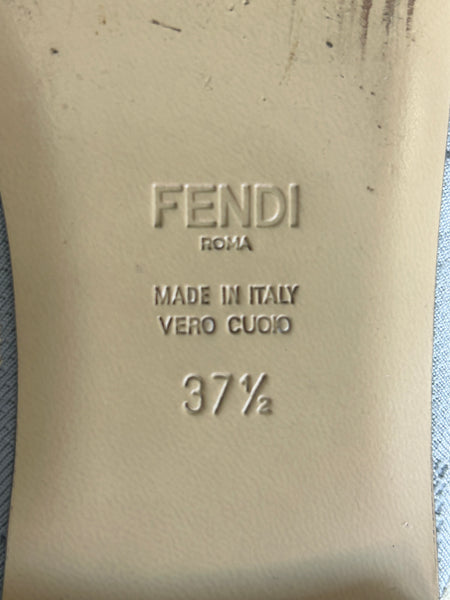 FENDI
ROMA
MADE IN ITALY
VERO CUOIO
37½